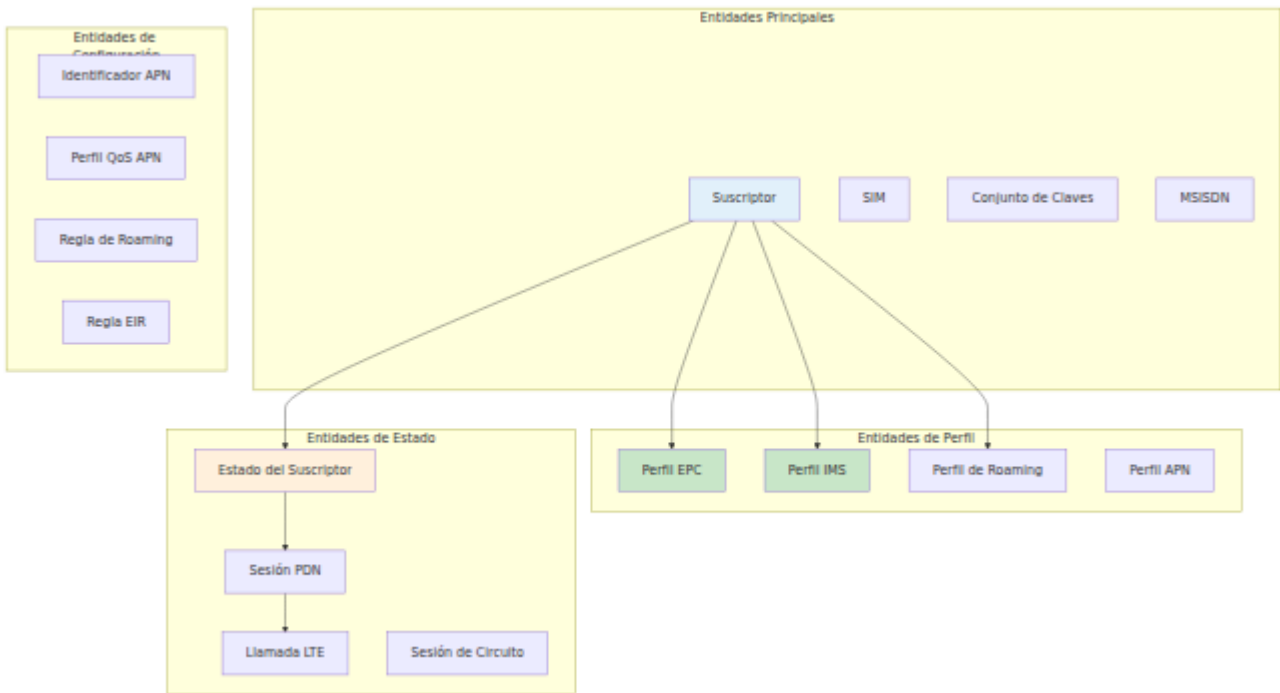 Entidades de
Configuración
Identificador APN
Perfil QoS APN
Regla de Roaming
Regla EIR
Entidades Principales
Suscriptor
SIM
Conjunto de Claves
MSISDN
Entidades de Estado
Estado del Suscriptor
Sesión PDN
Llamada LTE
Sesión de Circuito
Entidades de Perfil
Perfil EPC
Perfil IMS
Perfil de Roaming
Perfil APN